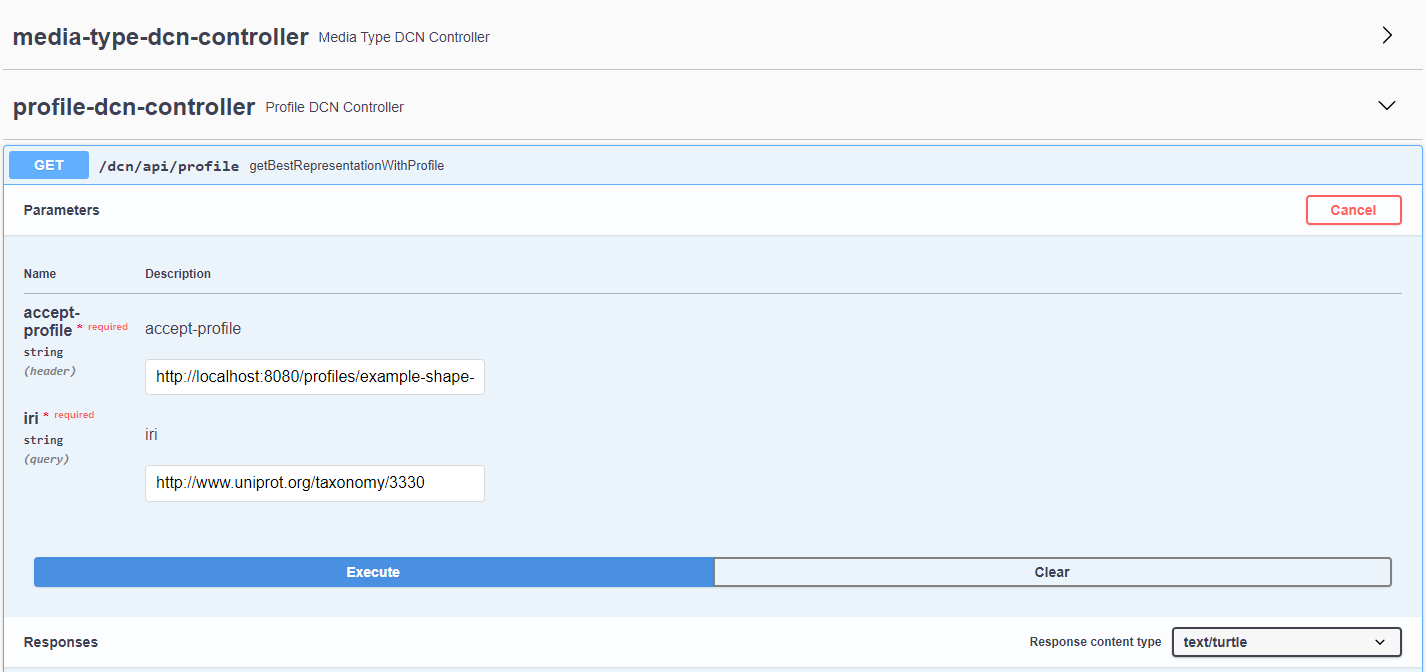 media-type-dcn-controller Media Type DCN Controller
profile-dcn-controller Profile DCN Controller
GET /dcn/api/profile getBestRepresentationWithProfile
Parameters Cancel
Name Description
accept-
profile * required accept-profile
string
(header) http://localhost:8080/profiles/example-shape-
iri * required
string iri
(query)
http://www.uniprot.org/taxonomy/3330
Execute Clear
Responses Response content type text/turtle